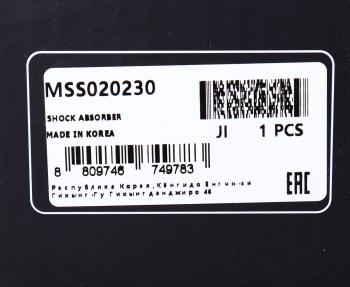 MSS020230
SHOCK ABSORBER
MADE IN KOREA
JI 1 PCS
8 809746 749783
Республика Корея, Кёнгидо Енгин-си
Гихынг-Гу Гихынгданджиро 46
EAC